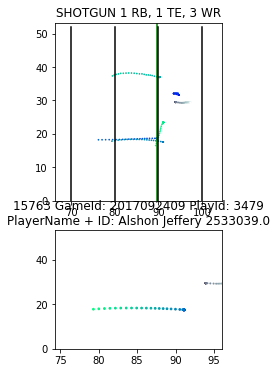 SHOTGUN 1 RB, 1 TE, 3 WR
50
40
30
20
10
0
70 80 90 100
15763 GameId: 2017092409 PlayId: 3479
PlayerName + ID: Alshon Jeffery 2533039.0
40
20
0
75 80 85 90 95